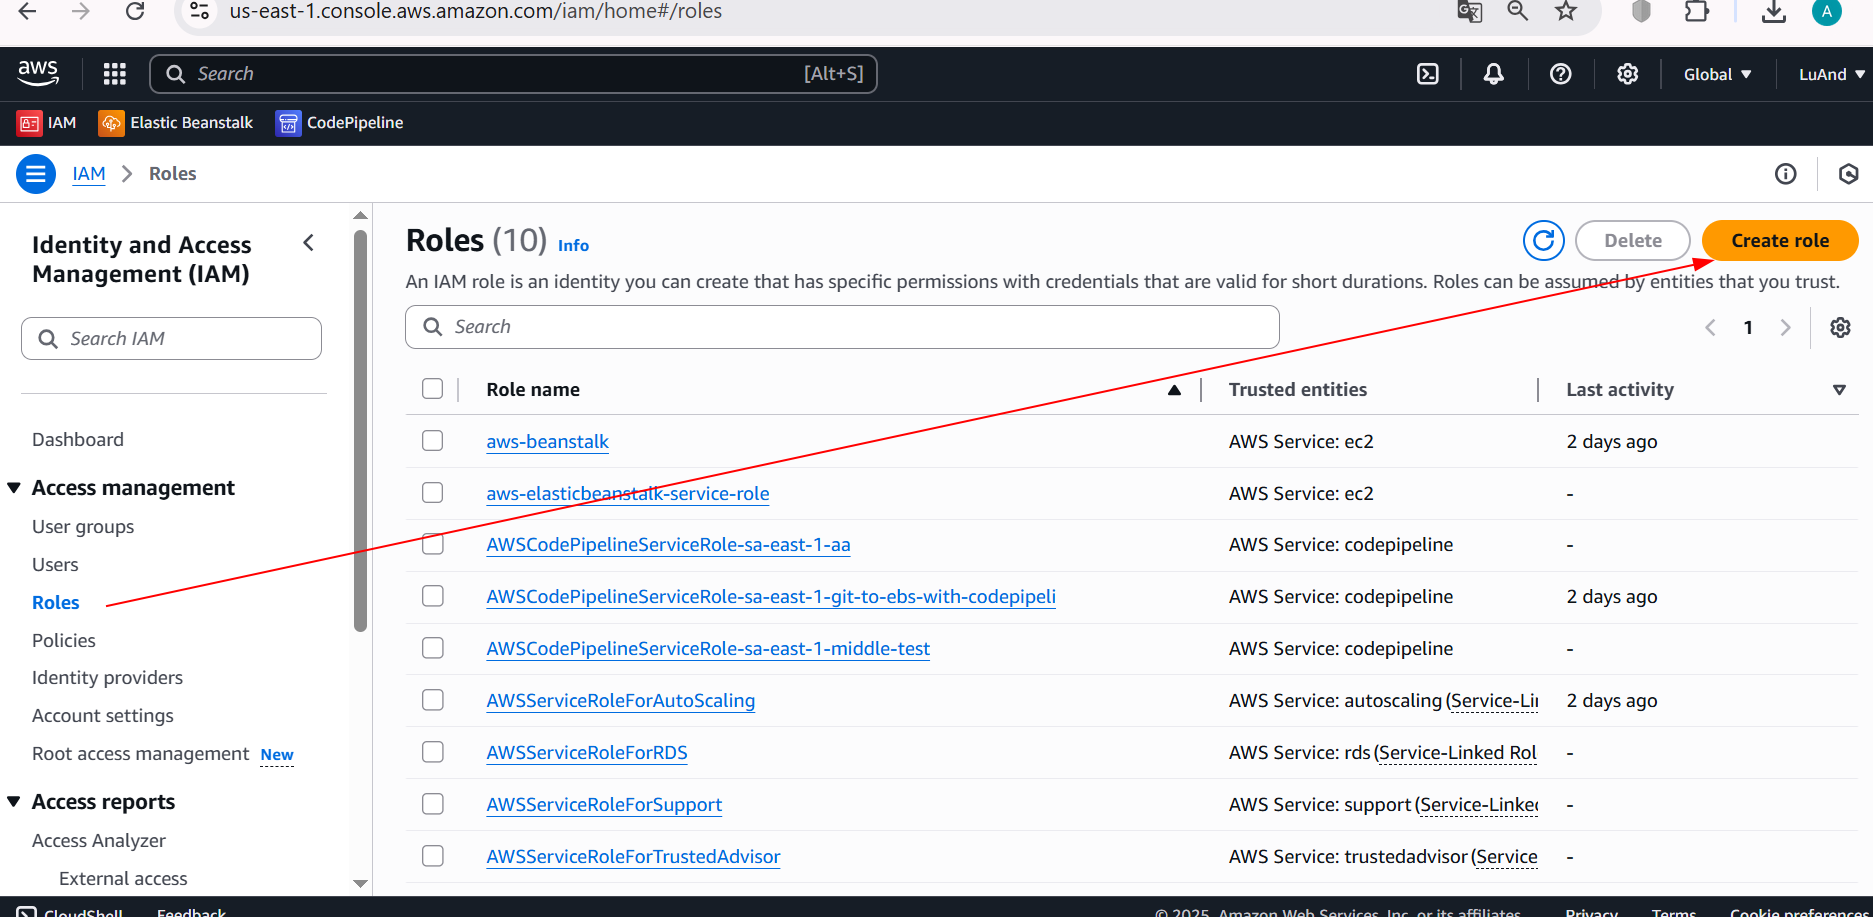 us-east-1.console.aws.amazon.com/iam/home#/roles
A
aws
Search
[Alt+S]
Global
LuAnd
IAM
Elastic Beanstalk
CodePipeline
IAM
Roles
Identity and Access
Management (IAM)
Search IAM
Dashboard
Access management
User groups
Users
Roles
Policies
Identity providers
Account settings
Root access management New
Access reports
Access Analyzer
External access
Roles (10) Info
Delete
Create role
An IAM role is an identity you can create that has specific permissions with credentials that are valid for short durations. Roles can be assumed by entities that you trust.
Search
1
Role name Trusted entities Last activity
aws-beanstalk AWS Service: ec2 2 days ago
aws-elasticbeanstalk-service-role AWS Service: ec2 -
AWSCodePipelineServiceRole-sa-east-1-aa AWS Service: codepipeline -
AWSCodePipelineServiceRole-sa-east-1-git-to-ebs-with-codepipeli AWS Service: codepipeline 2 days ago
AWSCodePipelineServiceRole-sa-east-1-middle-test AWS Service: codepipeline -
AWSServiceRoleForAutoScaling AWS Service: autoscaling (Service-Li 2 days ago
AWSServiceRoleForRDS AWS Service: rds (Service-Linked Rol -
AWSServiceRoleForSupport AWS Service: support (Service-Linke -
AWSServiceRoleForTrustedAdvisor AWS Service: trustedadvisor (Service -
CloudShell Feedback © 2025, Amazon Web Services, Inc. or its affiliates. Privacy Terms Cookie preferences